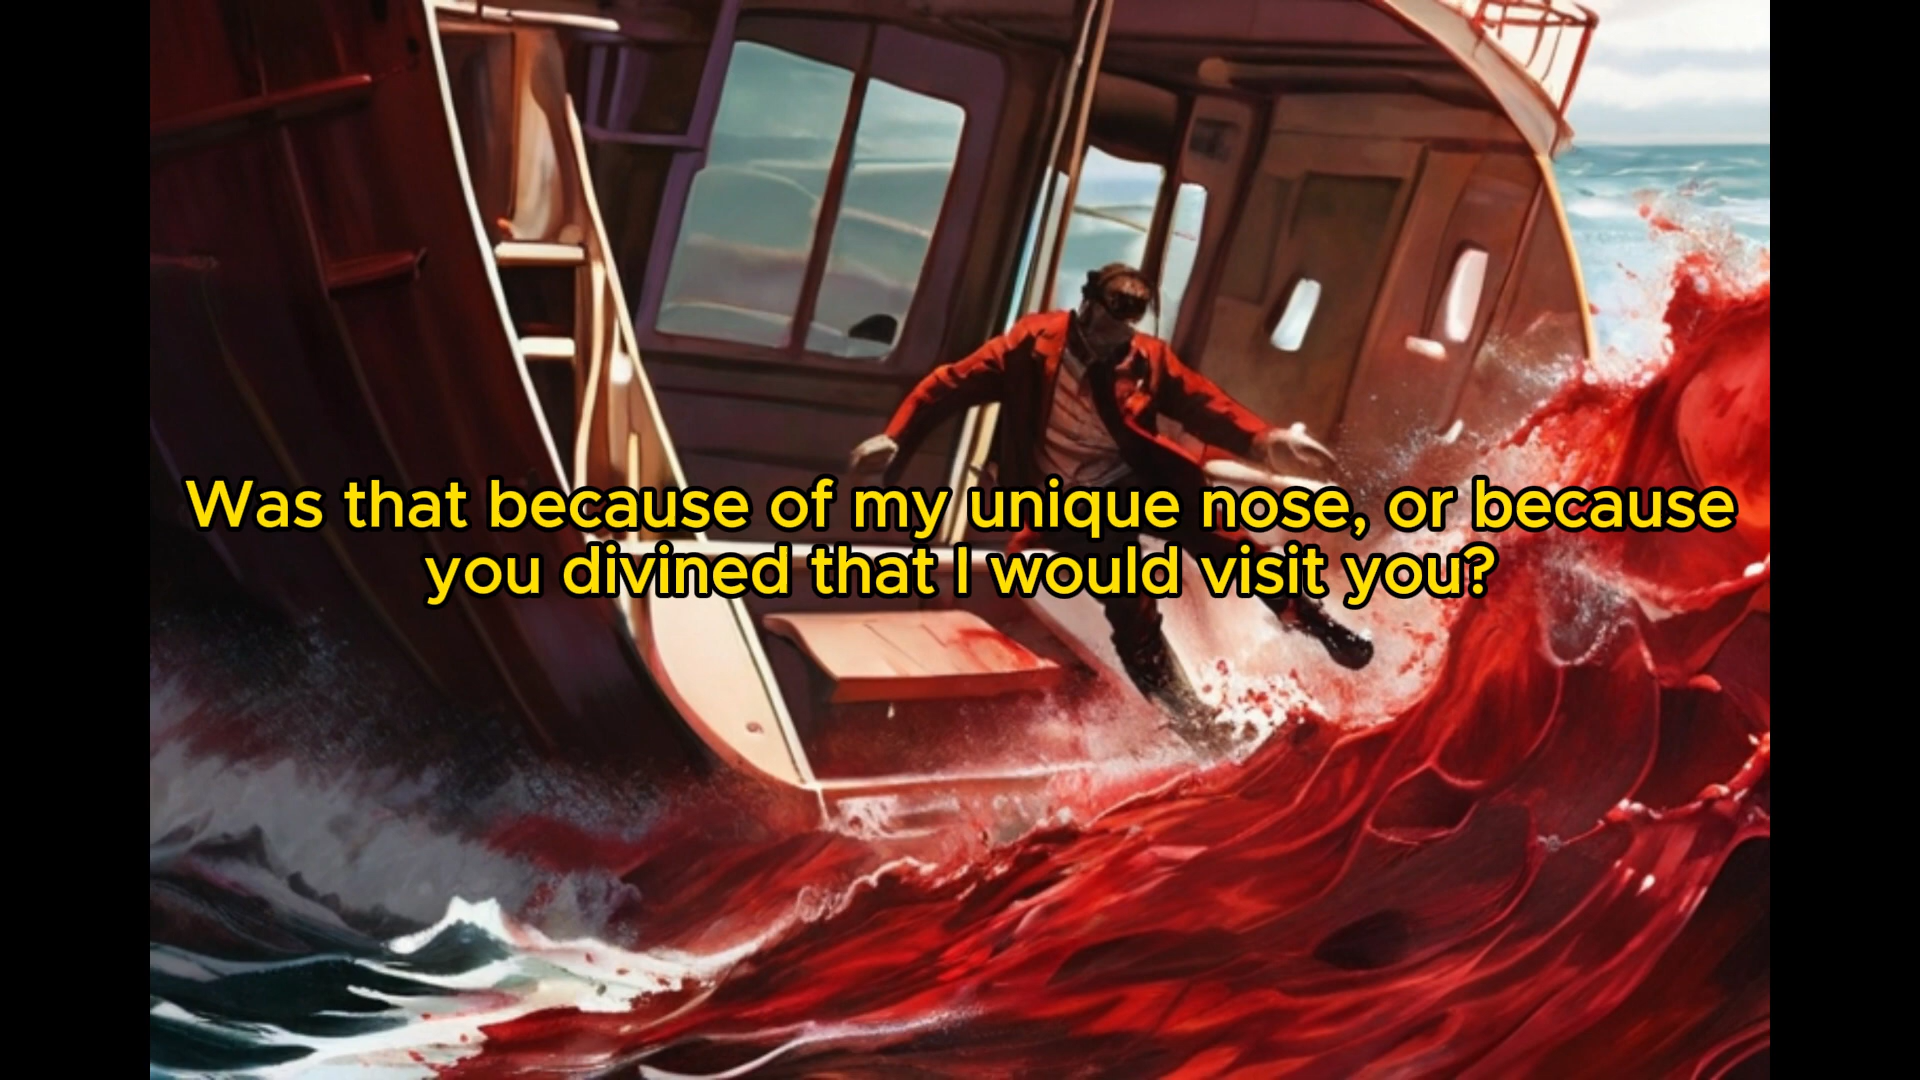 Was that because of my unique nose, or because
you divined that I would visit you?